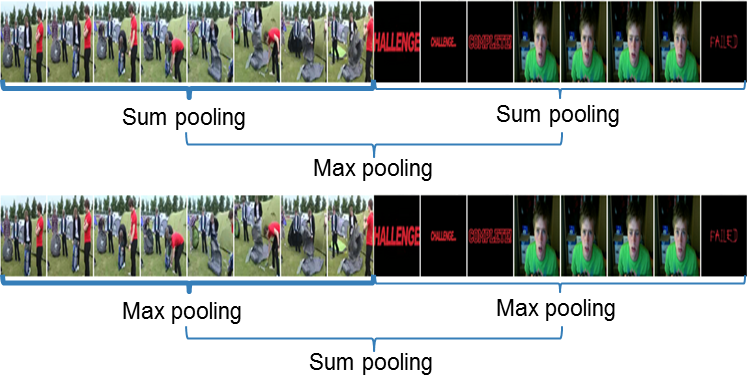 HALLENGE
CHALLENGE...
COMPLETE!
FAILED
Sum pooling
Sum pooling
Max pooling
HALLENGE
CHALLENGE...
COMPLETE!
FAILED
Max pooling
Max pooling
Sum pooling